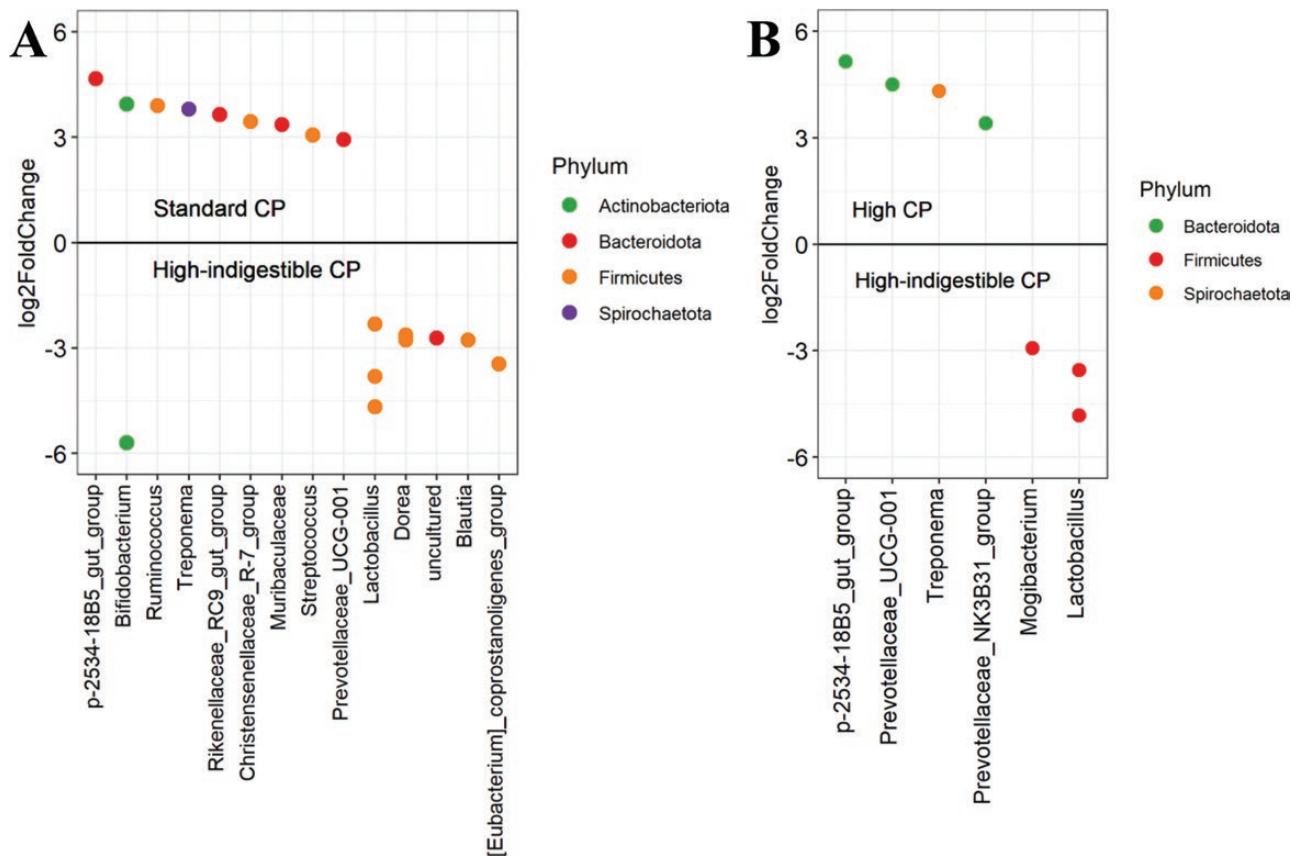 A
6
3
0
-3
-6
log2FoldChange
Standard CP
High-indigestible CP
p-2534-18B5_gut_group
Bifidobacterium
Ruminococcus
Treponema
Rikenellaceae_RC9_gut_group
Christensenellaceae_R-7_group
Muribaculaceae
Streptococcus
Prevotellaceae_UCG-001
Lactobacillus
Dorea
uncultured
Blautia
[Eubacterium]_coprostanoligenes_group
Phylum
Actinobacteriota
Bacteroidota
Firmicutes
Spirochaetota
B
6
3
0
-3
-6
log2FoldChange
High CP
High-indigestible CP
p-2534-18B5_gut_group
Prevotellaceae_UCG-001
Treponema
Prevotellaceae_NK3B31_group
Mogibacterium
Lactobacillus
Phylum
Bacteroidota
Firmicutes
Spirochaetota